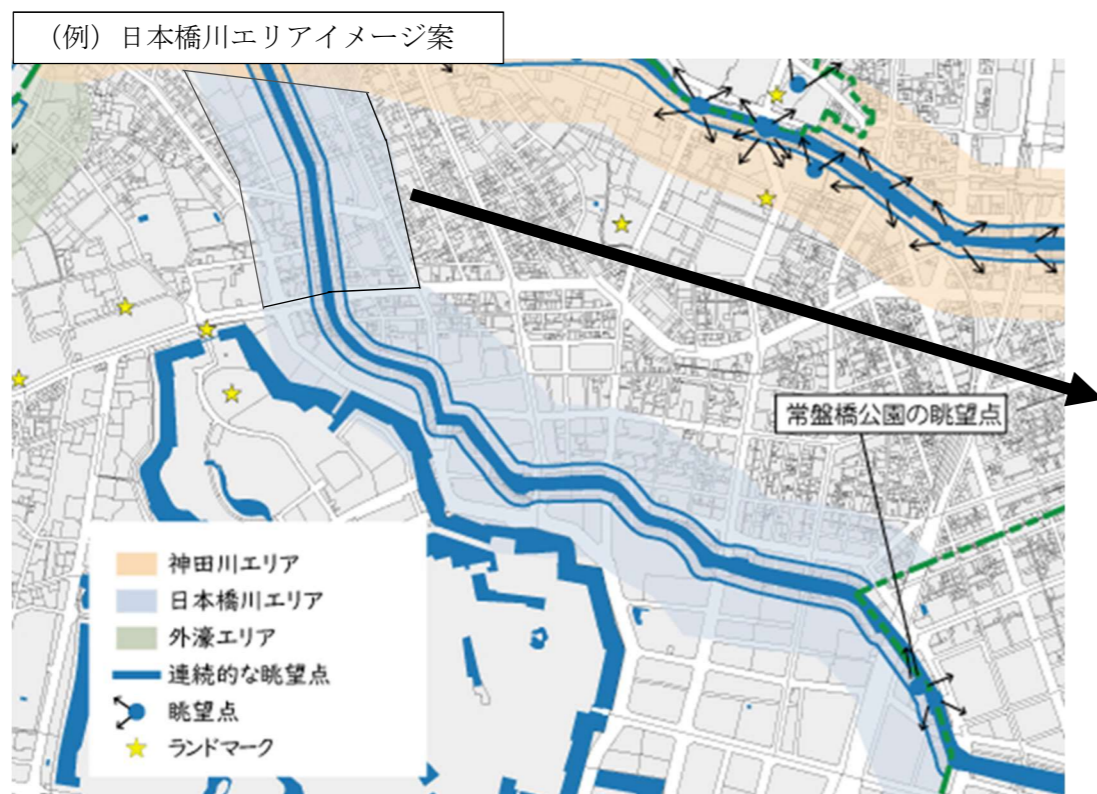 （例）日本橋川エリアイメージ案
常盤橋公園の眺望点
神田川エリア
日本橋川エリア
外濠エリア
連続的な眺望点
眺望点
ランドマーク